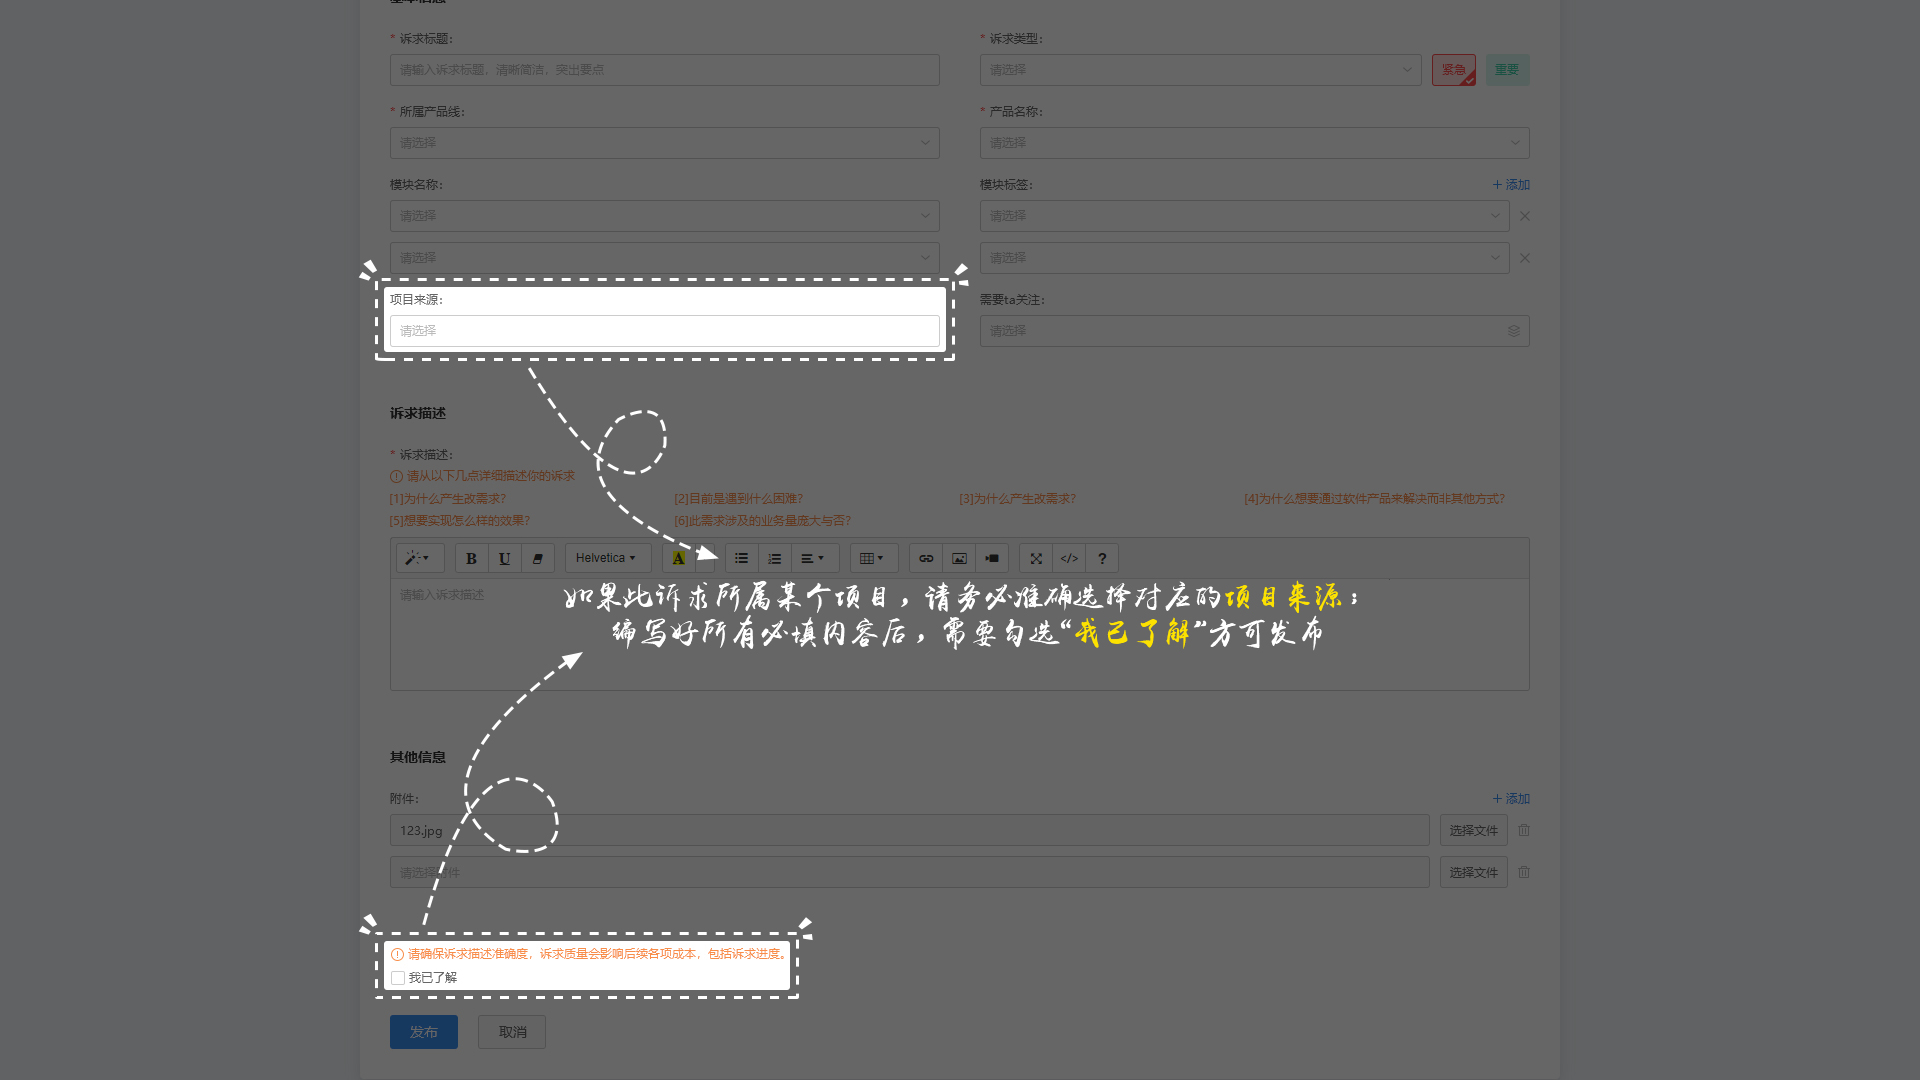 基本信息
* 诉求标题:
* 诉求类型:
请输入诉求标题，清晰简洁，突出要点
请选择
紧急
重要
* 所属产品线:
* 产品名称:
请选择
请选择
模块名称:
模块标签:
+ 添加
请选择
请选择
请选择
请选择
项目来源:
需要ta关注:
请选择
请选择
诉求描述
* 诉求描述:
请从以下几点详细描述你的诉求
[1]为什么产生改需求?
[2]目前是遇到什么困难?
[3]为什么产生改需求?
[4]为什么想要通过软件产品来解决而非其他方式?
[5]想要实现怎么样的效果?
[6]此需求涉及的业务量庞大与否?
B U Helvetica A </> ?
请输入诉求描述
如果此诉求所属某个项目，请务必准确选择对应的项目来源；
编写好所有必填内容后，需要勾选“我已了解”方可发布
其他信息
附件:
+ 添加
123.jpg
选择文件
请选择附件
选择文件
请确保诉求描述准确度，诉求质量会影响后续各项成本，包括诉求进度。
我已了解
发布
取消